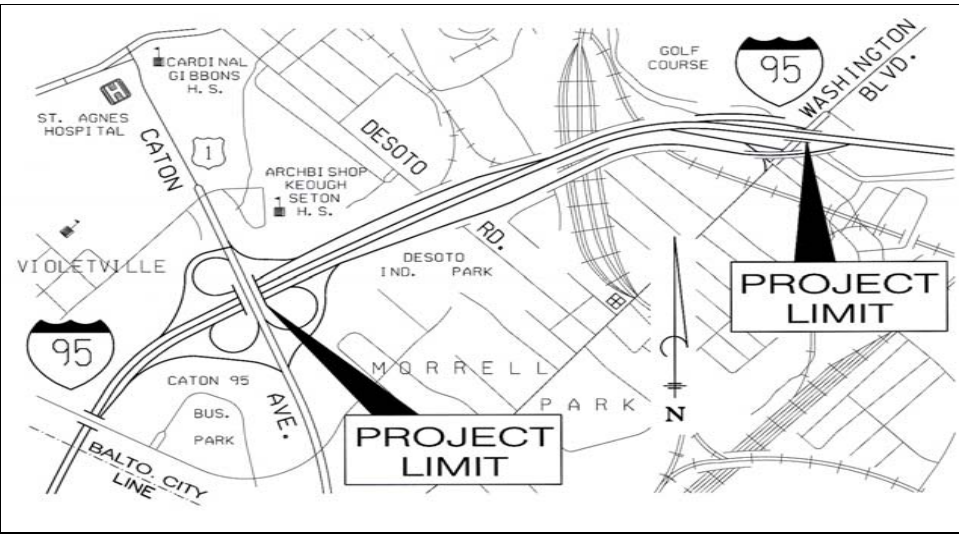 CARDINAL
GIBBONS
H. S.
GOLF
COURSE
95
WASHINGTON
BLVD.
ST. AGNES
HOSPITAL
H
CATON
1
DESOTO
ARCHBISHOP
KEOUGH
SETON
H. S.
RD.
VIOLETVILLE
DESOTO
IND. PARK
PROJECT
LIMIT
95
MORRELL
PARK
CATON 95
BUS.
PARK
AVE.
N
PROJECT
LIMIT
BALTO. CITY
LINE